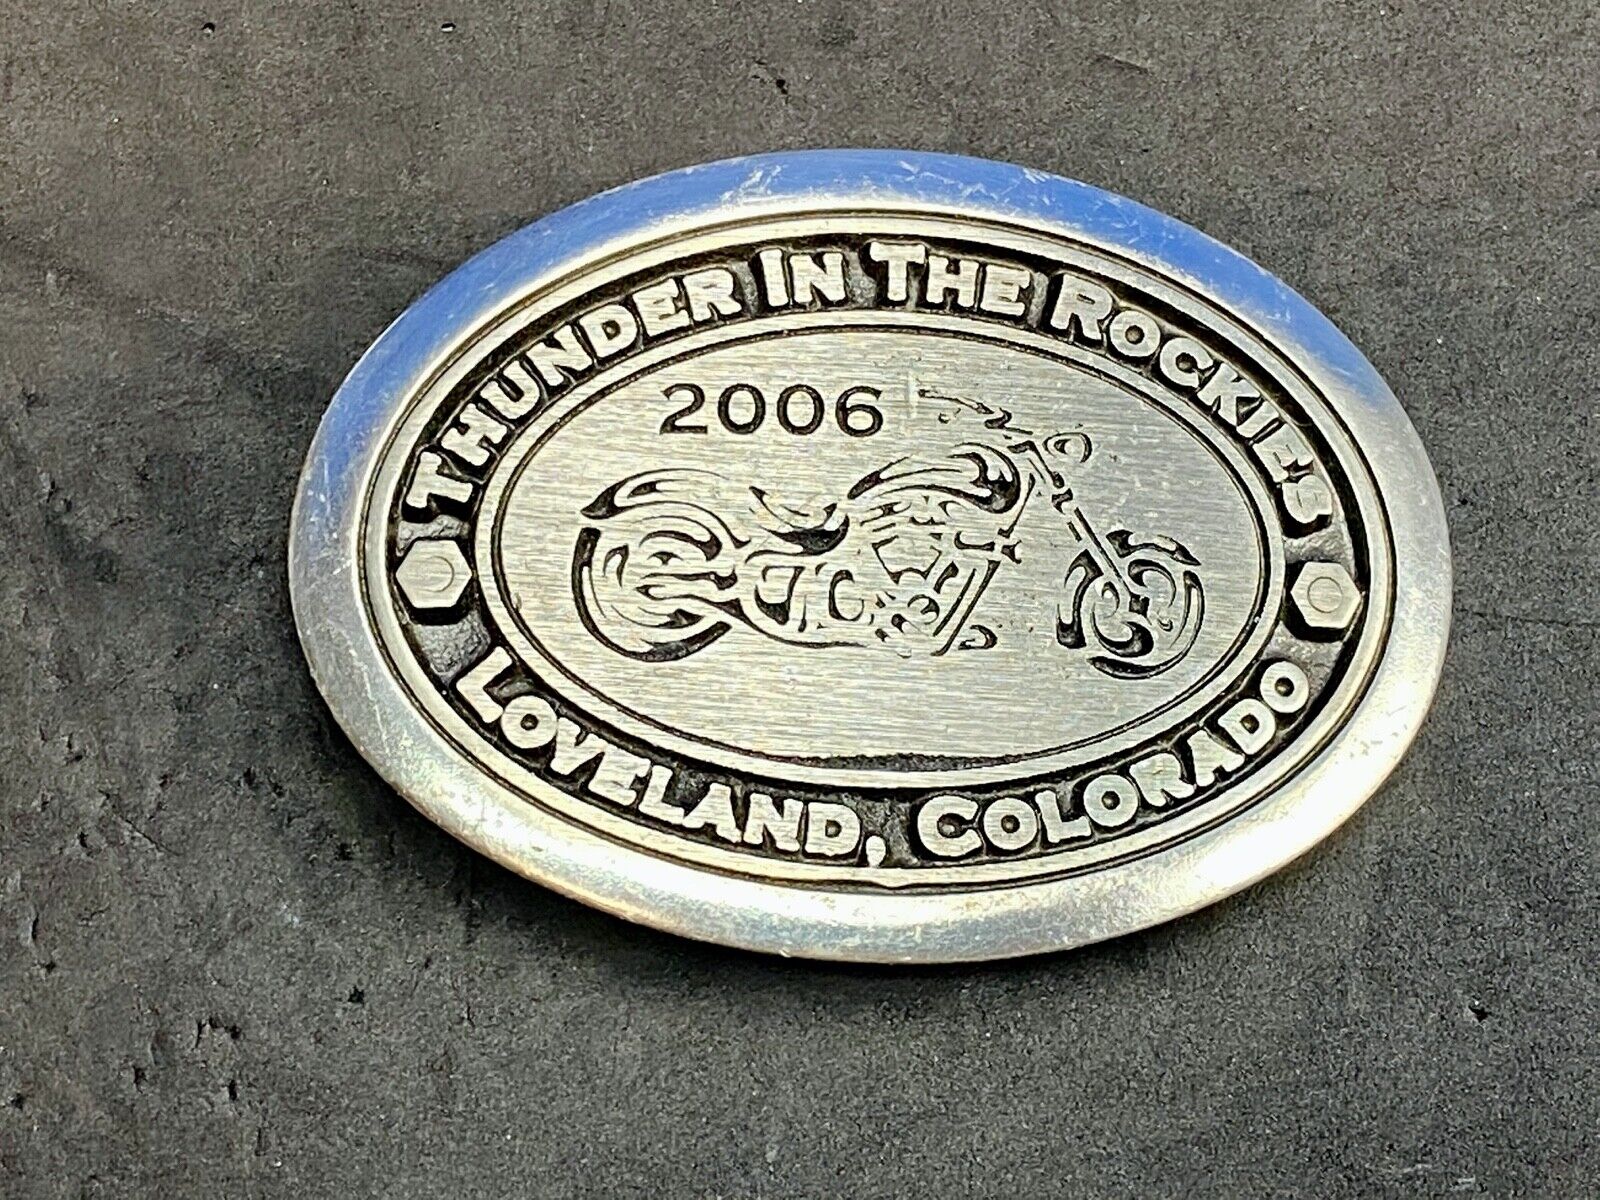 THUNDER IN THE ROCKIES
2006
LOVELAND, COLORADO